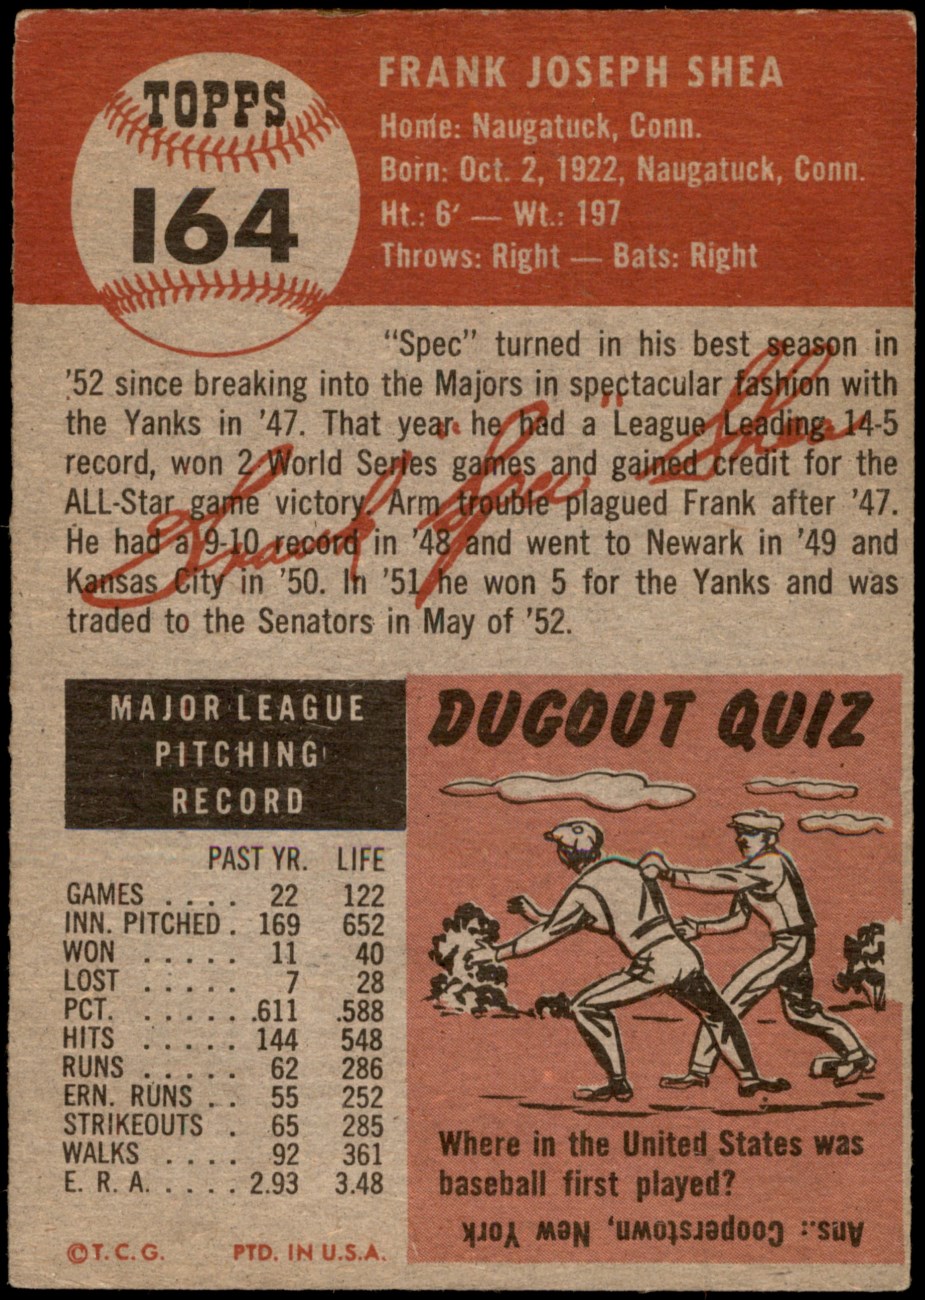 TOPPS
164
FRANK JOSEPH SHEA
Home: Naugatuck, Conn.
Born: Oct. 2, 1922, Naugatuck, Conn.
Ht.: 6′ — Wt.: 197
Throws: Right — Bats: Right
"Spec" turned in his best season in
'52 since breaking into the Majors in spectacular fashion with
the Yanks in '47. That year he had a League Leading 14-5
record, won 2 World Series games and gained credit for the
ALL-Star game victory. Arm trouble plagued Frank after '47.
He had a 9-10 record in '48 and went to Newark in '49 and
Kansas City in '50. In '51 he won 5 for the Yanks and was
traded to the Senators in May of '52.
Frank "Spec" Shea
MAJOR LEAGUE
PITCHING
RECORD
PAST YR. LIFE
GAMES . . . . 22 122
INN. PITCHED . 169 652
WON . . . . . 11 40
LOST . . . . . 7 28
PCT. . . . . . .611 .588
HITS . . . . . 144 548
RUNS . . . . . 62 286
ERN. RUNS . . 55 252
STRIKEOUTS . 65 285
WALKS . . . . 92 361
E. R. A. . . . . 2.93 3.48
© T. C. G. PTD. IN U.S.A.
DUGOUT QUIZ
Where in the United States was
baseball first played?
Ans.: Cooperstown, New York